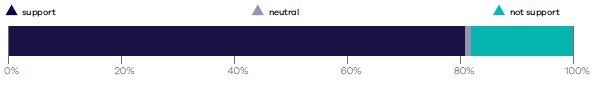 support neutral not support
0% 20% 40% 60% 80% 100%